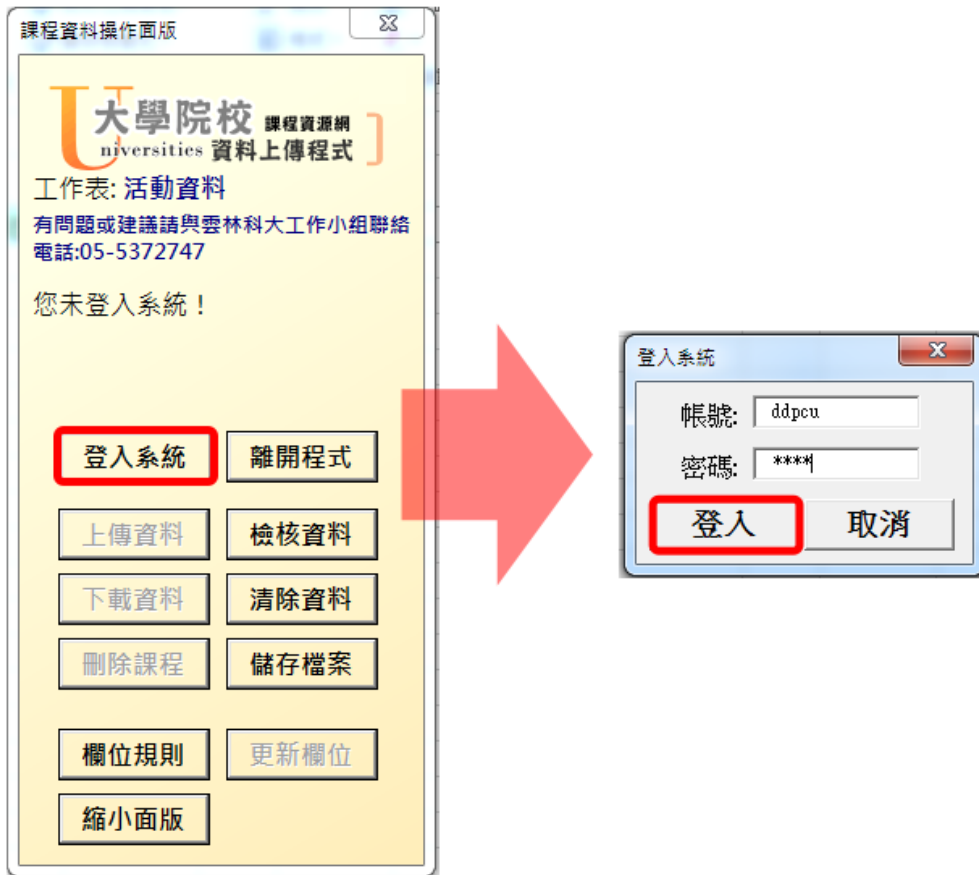 課程資料操作面版
大學院校 課程資源網
Universities 資料上傳程式
工作表: 活動資料
有問題或建議請與雲林科大工作小組聯絡
電話:05-5372747
您未登入系統！
登入系統 離開程式
上傳資料 檢核資料
下載資料 清除資料
刪除課程 儲存檔案
欄位規則 更新欄位
縮小面版
登入系統
帳號: ddpcu
密碼: ****
登入 取消